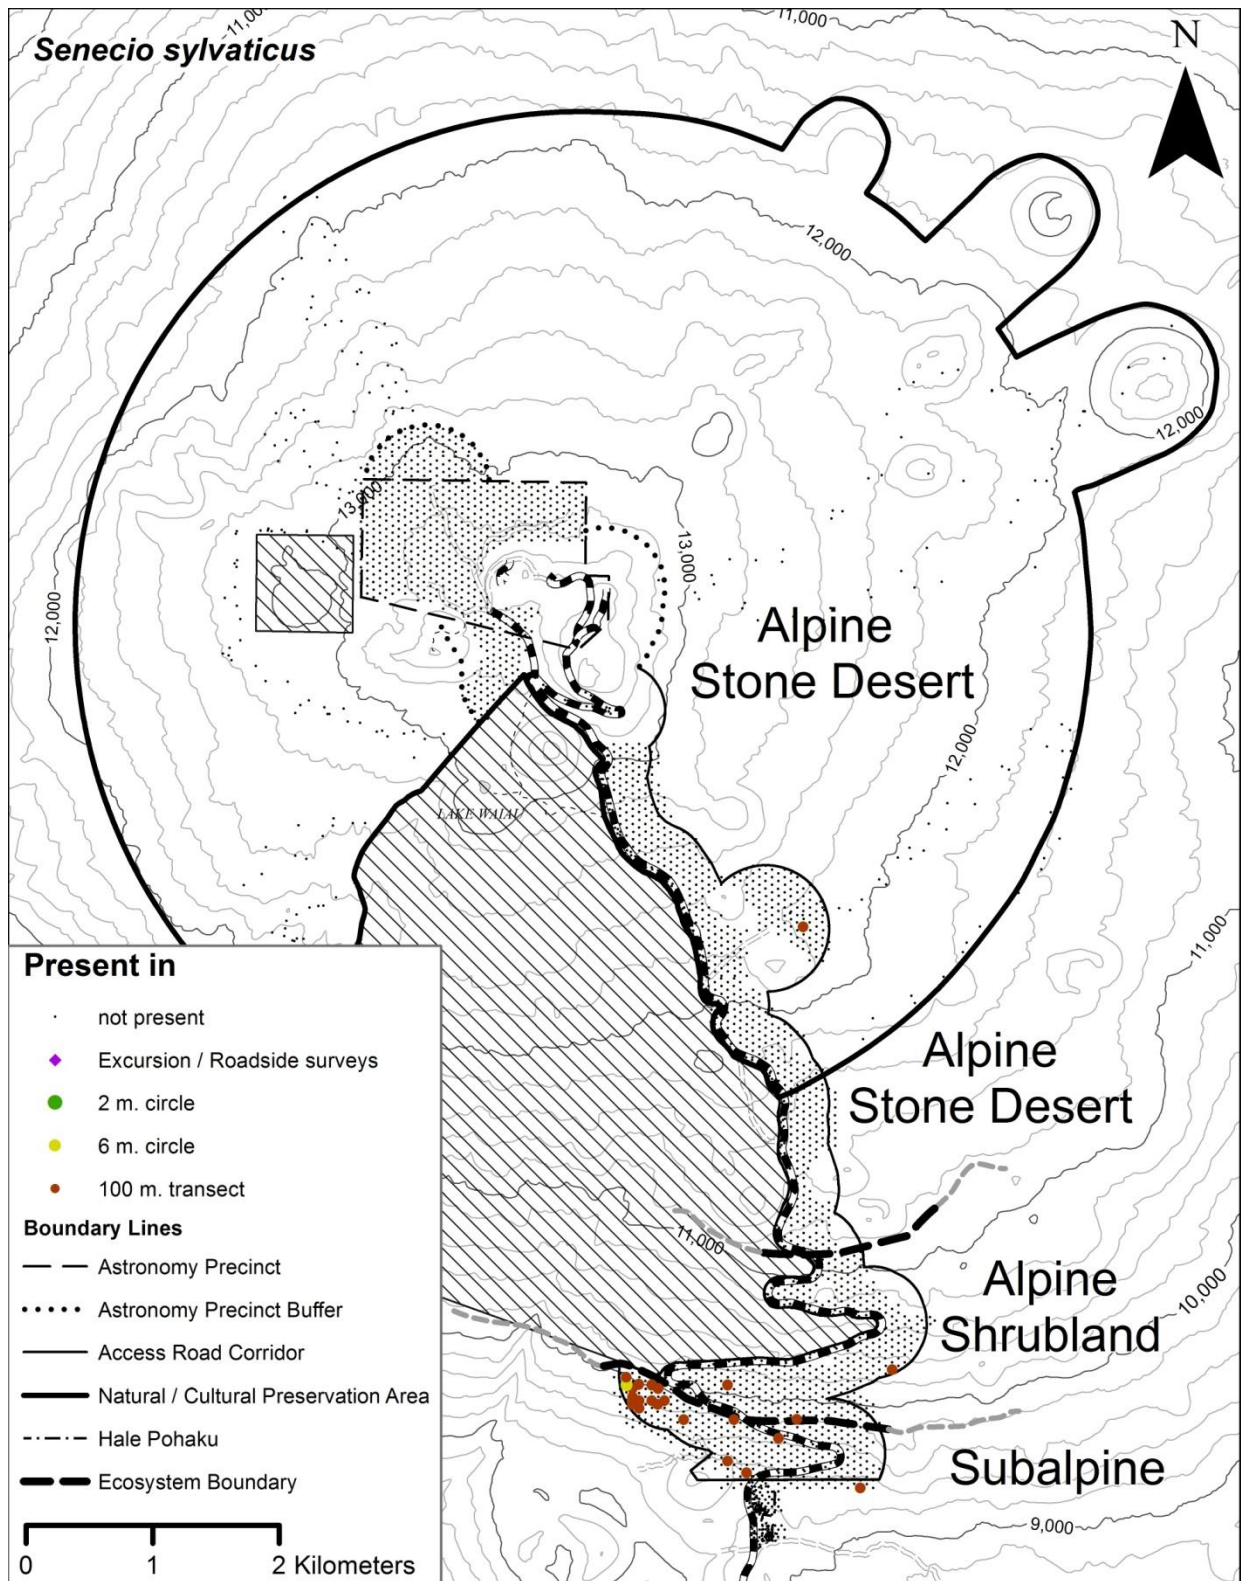 Senecio sylvaticus
11,000
11,000
N
12,000
12,000
13,000
13,000
12,000
Alpine
Stone Desert
12,000
LAKE WAIAU
11,000
Present in
not present
Excursion / Roadside surveys
2 m. circle
6 m. circle
100 m. transect
Boundary Lines
Astronomy Precinct
Astronomy Precinct Buffer
Access Road Corridor
Natural / Cultural Preservation Area
Hale Pohaku
Ecosystem Boundary
0 1 2 Kilometers
Alpine
Stone Desert
11,000
Alpine
Shrubland
10,000
Subalpine
9,000